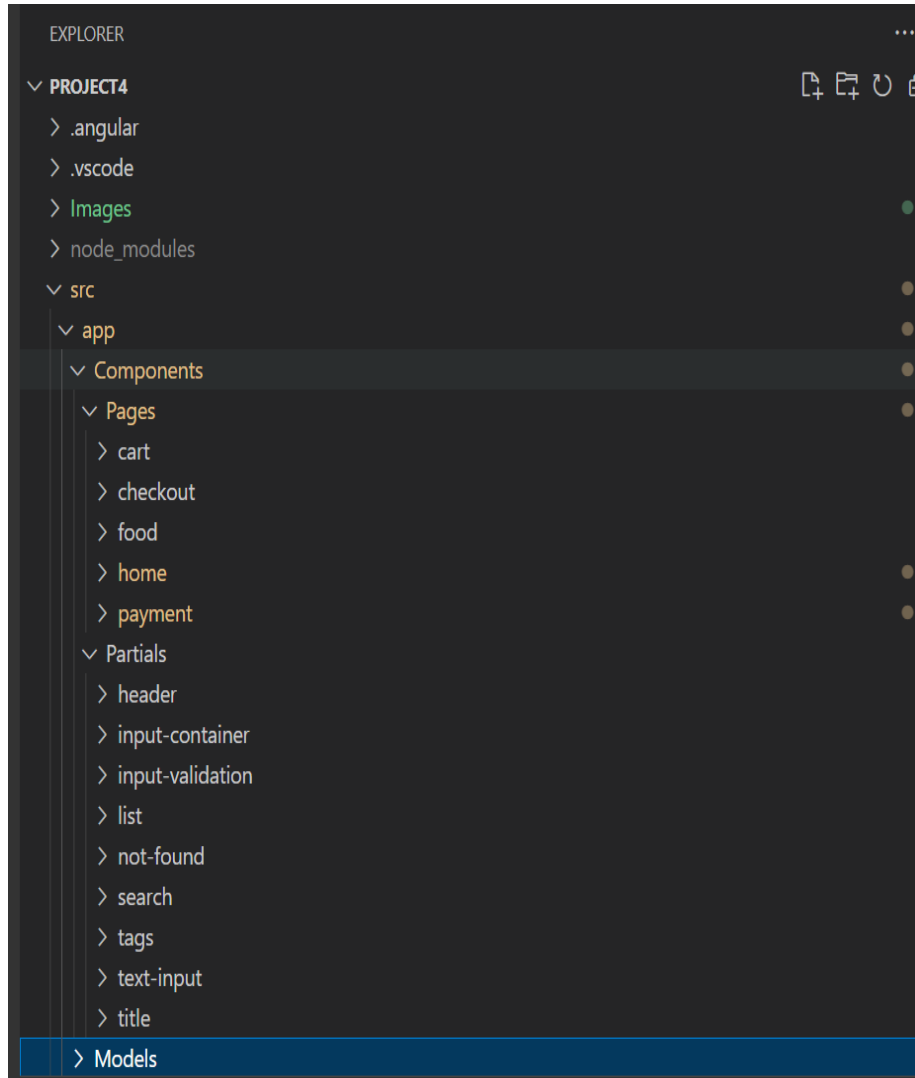 EXPLORER
PROJECT4
.angular
.vscode
Images
node_modules
src
app
Components
Pages
cart
checkout
food
home
payment
Partials
header
input-container
input-validation
list
not-found
search
tags
text-input
title
Models